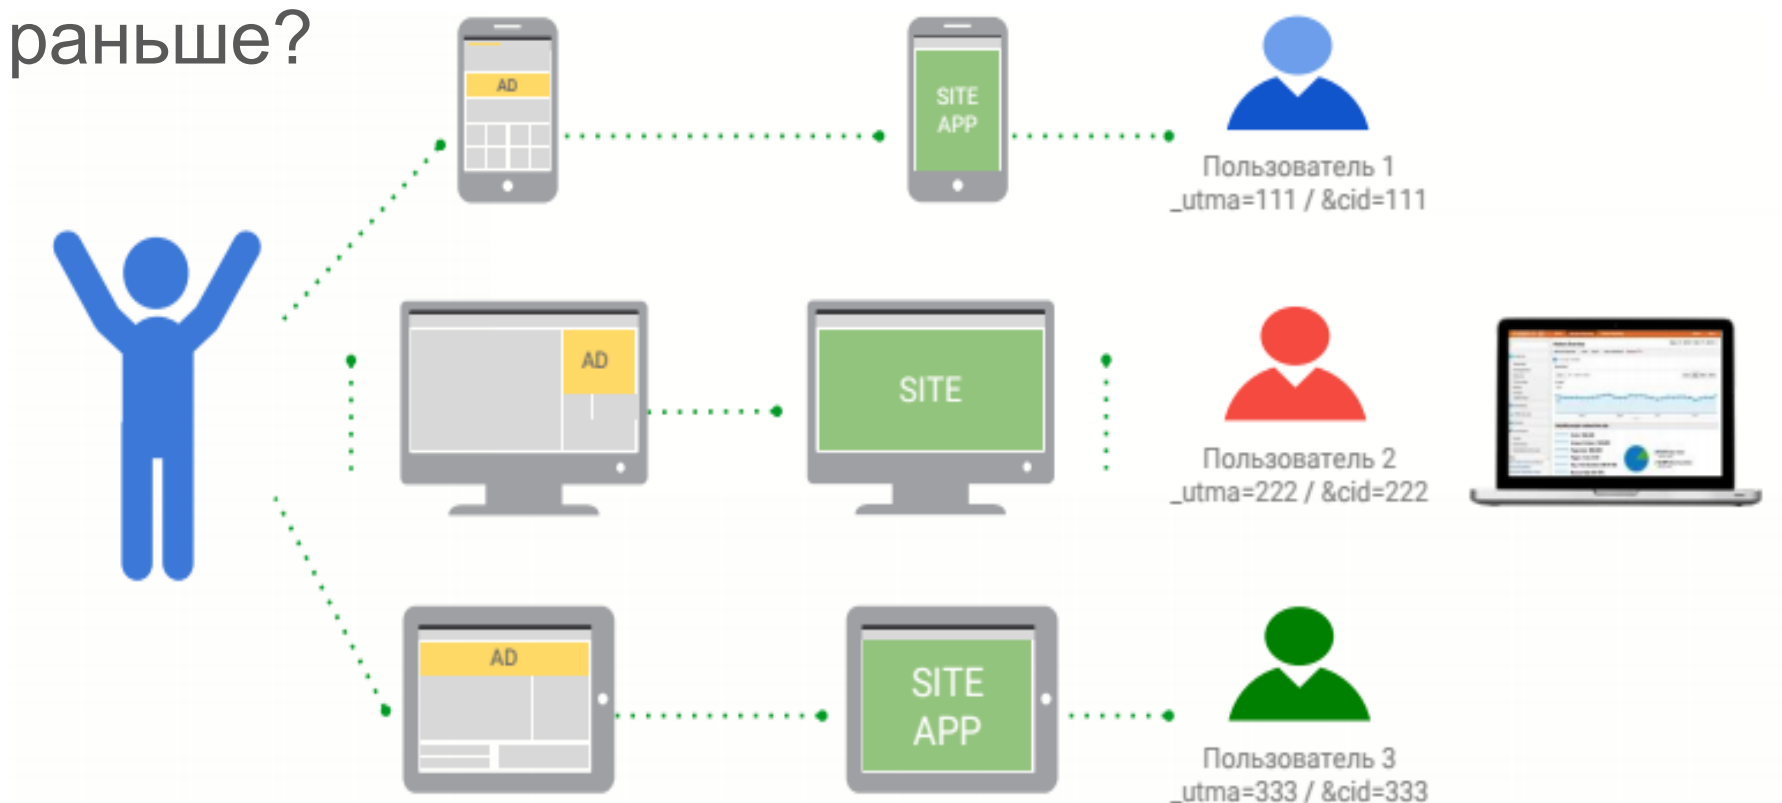 раньше?
AD
SITE
APP
Пользователь 1
_utma=111 / &cid=111
AD
SITE
Пользователь 2
_utma=222 / &cid=222
AD
SITE
APP
Пользователь 3
_utma=333 / &cid=333